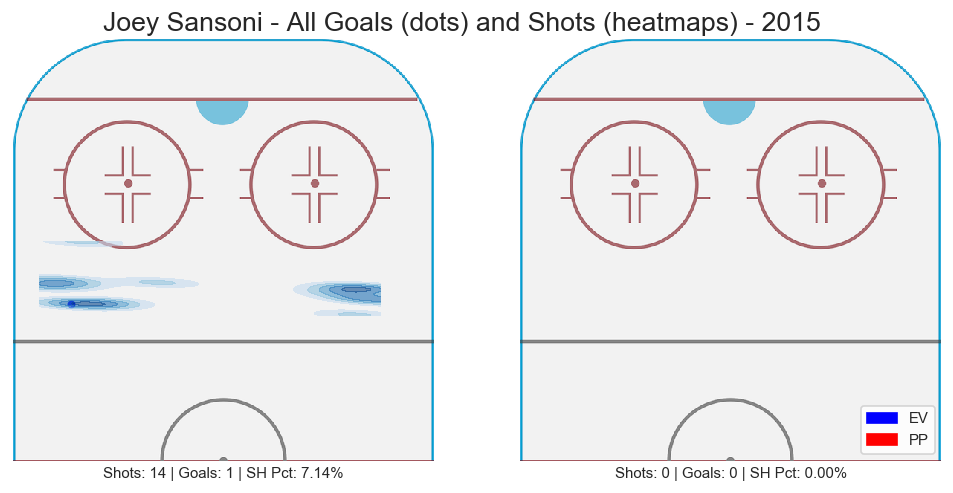 Joey Sansoni - All Goals (dots) and Shots (heatmaps) - 2015
EV
PP
Shots: 14 | Goals: 1 | SH Pct: 7.14%
Shots: 0 | Goals: 0 | SH Pct: 0.00%